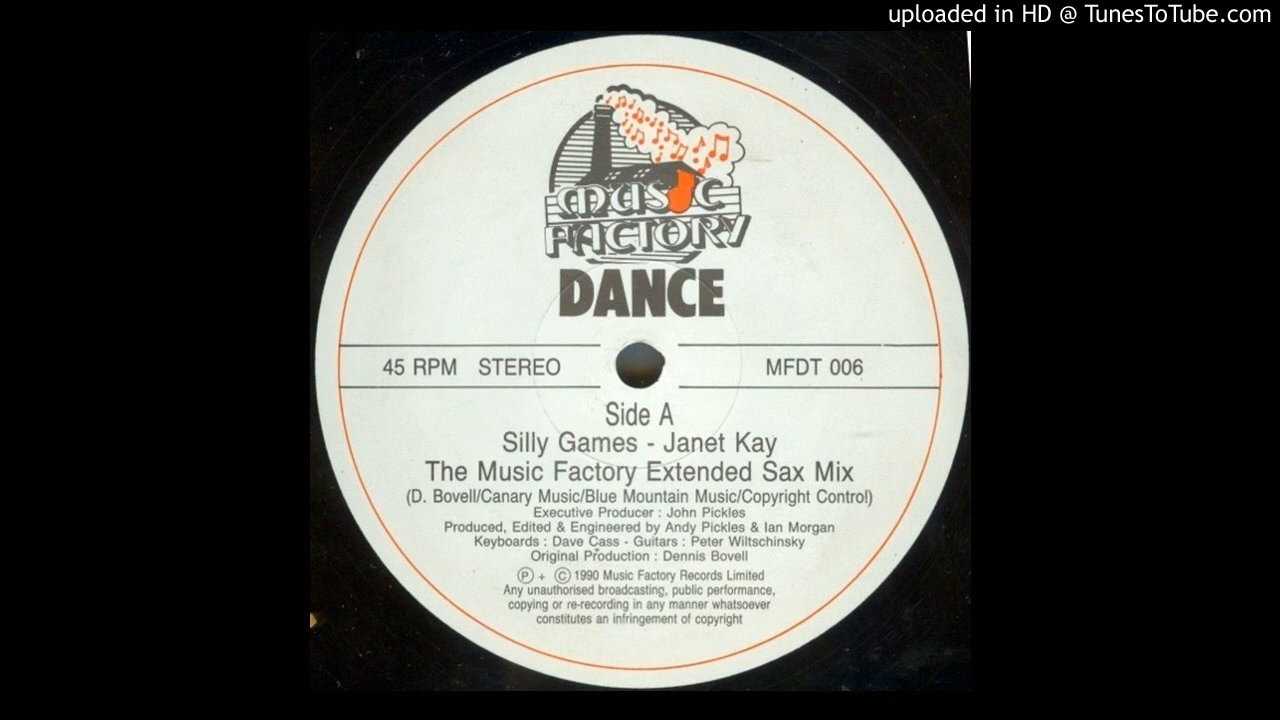 uploaded in HD @ TunesToTube.com
MUSIC
FACTORY
DANCE
45 RPM STEREO
MFDT 006
Side A
Silly Games - Janet Kay
The Music Factory Extended Sax Mix
(D. Bovell/Canary Music/Blue Mountain Music/Copyright Control)
Executive Producer : John Pickles
Produced, Edited & Engineered by Andy Pickles & Ian Morgan
Keyboards : Dave Cass - Guitars : Peter Wiltschinsky
Original Production : Dennis Bovell
Ⓟ + Ⓒ 1990 Music Factory Records Limited
Any unauthorised broadcasting, public performance,
copying or re-recording in any manner whatsoever
constitutes an infringement of copyright